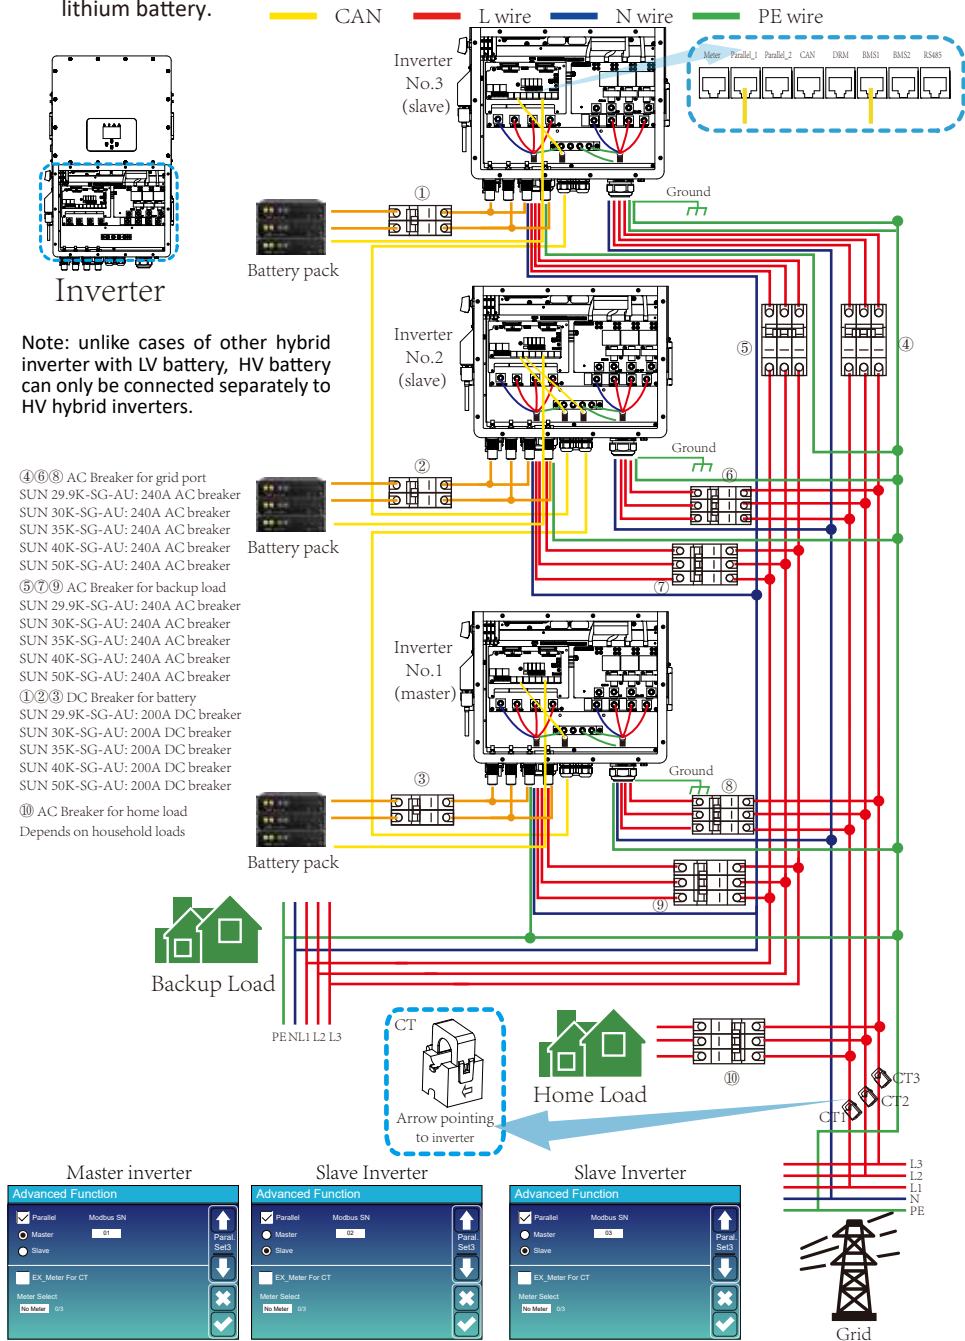 lithium battery.
CAN
L wire
N wire
PE wire
Inverter
No.3
(slave)
Meter Parallel_1 Parallel_2 CAN DRM BMS1 BMS2 RS485
①
Ground
Battery pack
Inverter
Note: unlike cases of other hybrid
inverter with LV battery, HV battery
can only be connected separately to
HV hybrid inverters.
Inverter
No.2
(slave)
⑤
④
②
Ground
⑥
Battery pack
⑦
④⑥⑧ AC Breaker for grid port
SUN 29.9K-SG-AU: 240A AC breaker
SUN 30K-SG-AU: 240A AC breaker
SUN 35K-SG-AU: 240A AC breaker
SUN 40K-SG-AU: 240A AC breaker
SUN 50K-SG-AU: 240A AC breaker
⑤⑦⑨ AC Breaker for backup load
SUN 29.9K-SG-AU: 240A AC breaker
SUN 30K-SG-AU: 240A AC breaker
SUN 35K-SG-AU: 240A AC breaker
SUN 40K-SG-AU: 240A AC breaker
SUN 50K-SG-AU: 240A AC breaker
①②③ DC Breaker for battery
SUN 29.9K-SG-AU: 200A DC breaker
SUN 30K-SG-AU: 200A DC breaker
SUN 35K-SG-AU: 200A DC breaker
SUN 40K-SG-AU: 200A DC breaker
SUN 50K-SG-AU: 200A DC breaker
⑩ AC Breaker for home load
Depends on household loads
Inverter
No.1
(master)
③
Ground
⑧
Battery pack
⑨
Backup Load
PE N L1 L2 L3
CT
Arrow pointing
to inverter
Home Load
⑩
CT3
CT2
CT1
L3
L2
L1
N
PE
Grid
Master inverter
Advanced Function
Parallel Modbus SN
Master 01
Slave
Paral.
Set3
EX_Meter For CT
Meter Select
No Meter 0/3
Slave Inverter
Advanced Function
Parallel Modbus SN
Master 02
Slave
Paral.
Set3
EX_Meter For CT
Meter Select
No Meter 0/3
Slave Inverter
Advanced Function
Parallel Modbus SN
Master 03
Slave
Paral.
Set3
EX_Meter For CT
Meter Select
No Meter 0/3